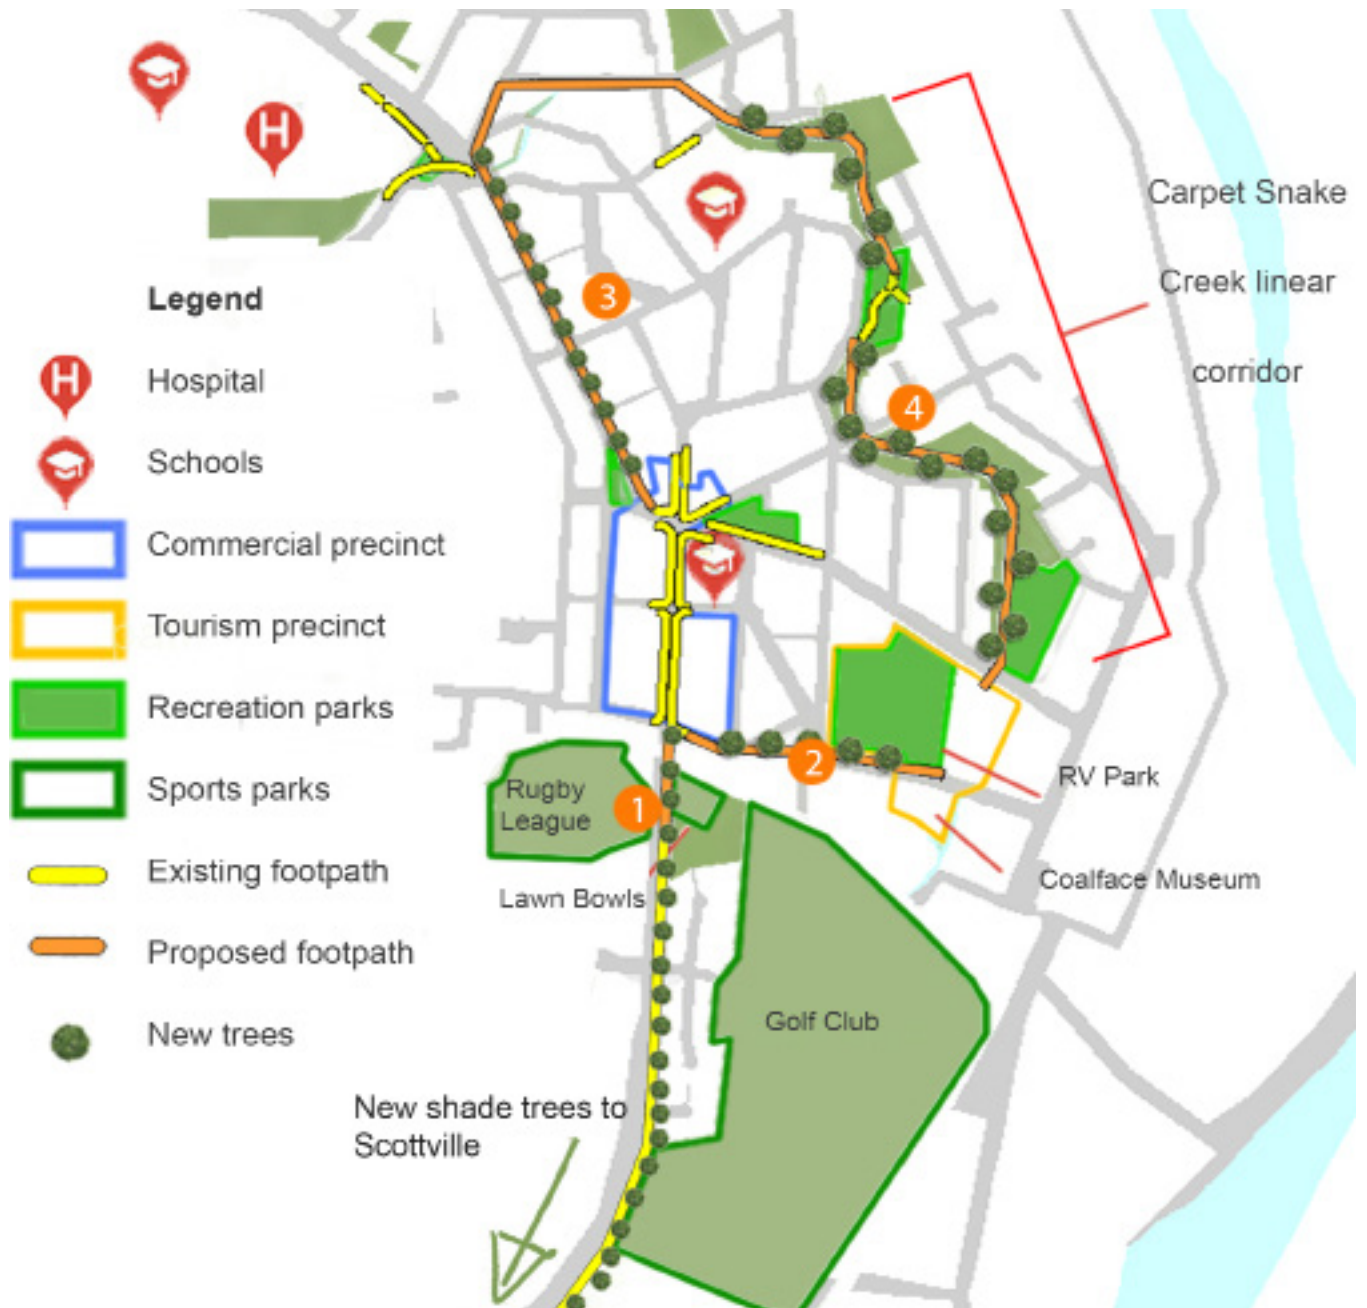 H
Carpet Snake
Creek linear
corridor
3
4
Legend
H
Hospital
Schools
Commercial precinct
Tourism precinct
Recreation parks
Sports parks
Existing footpath
Proposed footpath
New trees
2
1
Rugby
League
RV Park
Lawn Bowls
Coalface Museum
Golf Club
New shade trees to
Scottville